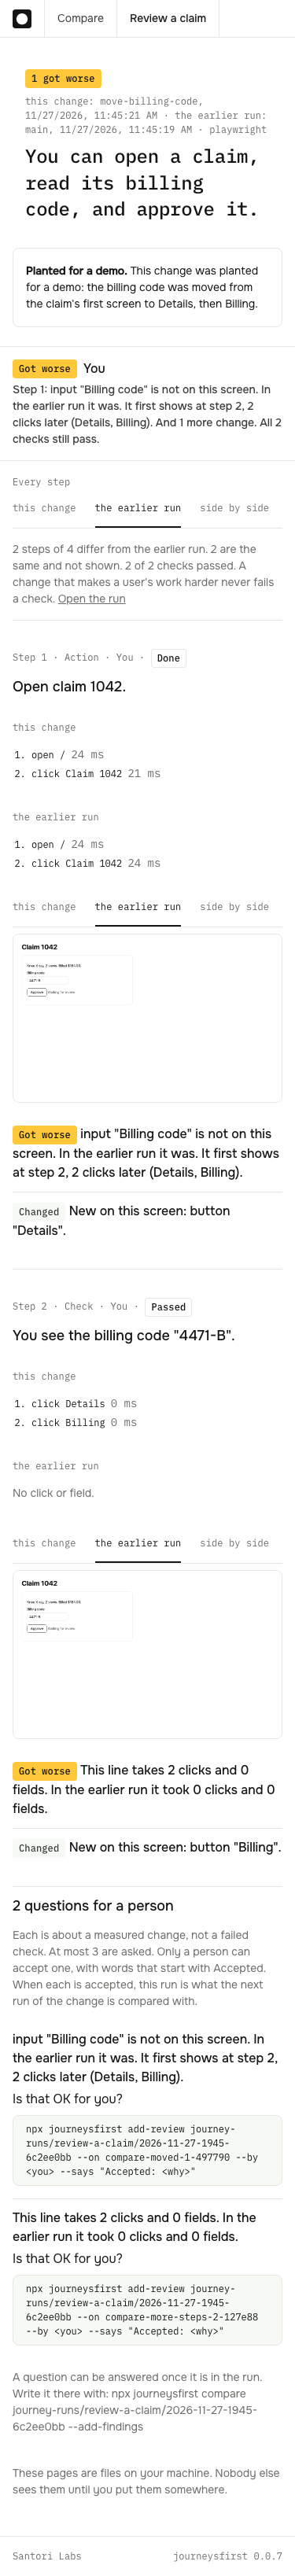 Compare
Review a claim
1 got worse
this change: move-billing-code,
11/27/2026, 11:45:21 AM · the earlier run:
main, 11/27/2026, 11:45:19 AM · playwright
You can open a claim,
read its billing
code, and approve it.
Planted for a demo. This change was planted
for a demo: the billing code was moved from
the claim's first screen to Details, then Billing.
Got worse You
Step 1: input "Billing code" is not on this screen. In
the earlier run it was. It first shows at step 2, 2
clicks later (Details, Billing). And 1 more change. All 2
checks still pass.
Every step
this change the earlier run side by side
2 steps of 4 differ from the earlier run. 2 are the
same and not shown. 2 of 2 checks passed. A
change that makes a user's work harder never fails
a check. Open the run
Step 1 · Action · You · Done
Open claim 1042.
this change
1. open / 24 ms
2. click Claim 1042 21 ms
the earlier run
1. open / 24 ms
2. click Claim 1042 24 ms
this change the earlier run side by side
Claim 1042
Billing code
4471-B
Approve Waiting for review
Got worse input "Billing code" is not on this
screen. In the earlier run it was. It first shows
at step 2, 2 clicks later (Details, Billing).
Changed New on this screen: button
"Details".
Step 2 · Check · You · Passed
You see the billing code "4471-B".
this change
1. click Details 0 ms
2. click Billing 0 ms
the earlier run
No click or field.
this change the earlier run side by side
Claim 1042
Billing code
4471-B
Approve Waiting for review
Got worse This line takes 2 clicks and 0
fields. In the earlier run it took 0 clicks and 0
fields.
Changed New on this screen: button "Billing".
2 questions for a person
Each is about a measured change, not a failed
check. At most 3 are asked. Only a person can
accept one, with words that start with Accepted.
When each is accepted, this run is what the next
run of the change is compared with.
input "Billing code" is not on this screen. In
the earlier run it was. It first shows at step 2,
2 clicks later (Details, Billing).
Is that OK for you?
npx journeysfirst add-review journey-
runs/review-a-claim/2026-11-27-1945-
6c2ee0bb --on compare-moved-1-497790 --by
<you> --says "Accepted: <why>"
This line takes 2 clicks and 0 fields. In the
earlier run it took 0 clicks and 0 fields.
Is that OK for you?
npx journeysfirst add-review journey-
runs/review-a-claim/2026-11-27-1945-
6c2ee0bb --on compare-more-steps-2-127e88
--by <you> --says "Accepted: <why>"
A question can be answered once it is in the run.
Write it there with: npx journeysfirst compare
journey-runs/review-a-claim/2026-11-27-1945-
6c2ee0bb --add-findings
These pages are files on your machine. Nobody else
sees them until you put them somewhere.
Santori Labs
journeysfirst 0.0.7